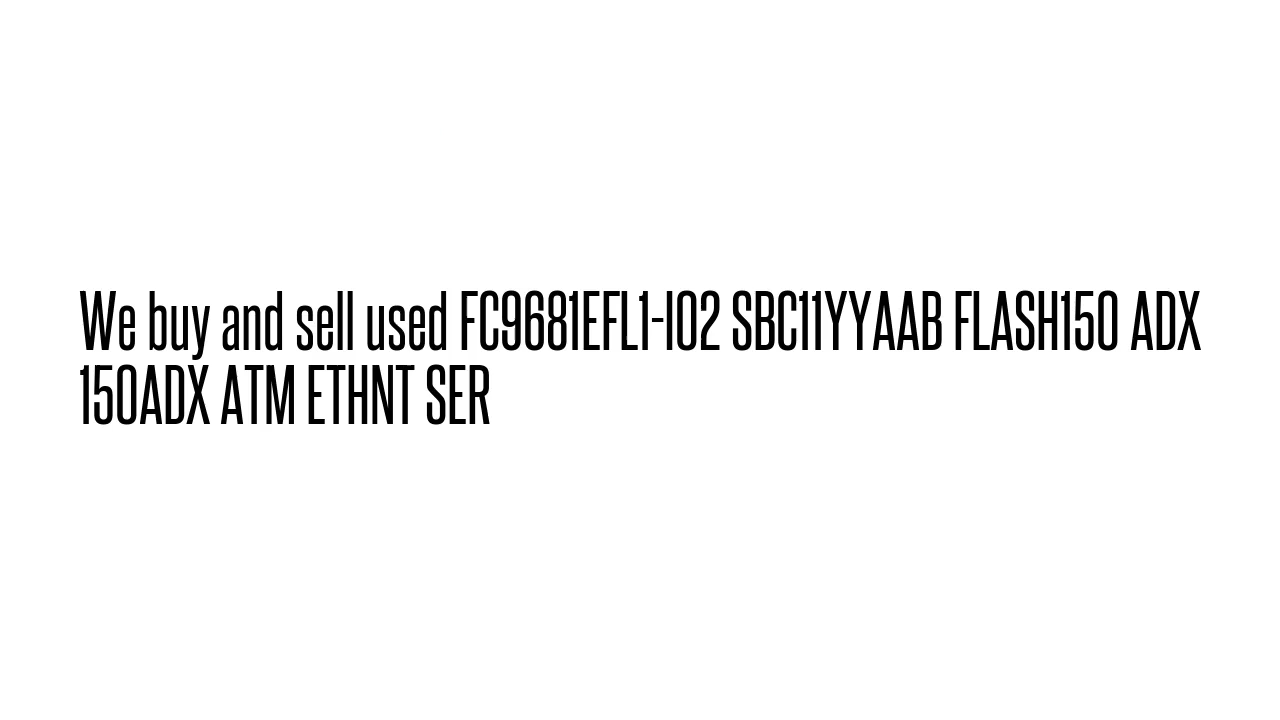 We buy and sell used FC9681EFL1-I02 SBC11YYAAB FLASH150 ADX
150ADX ATM ETHNT SER